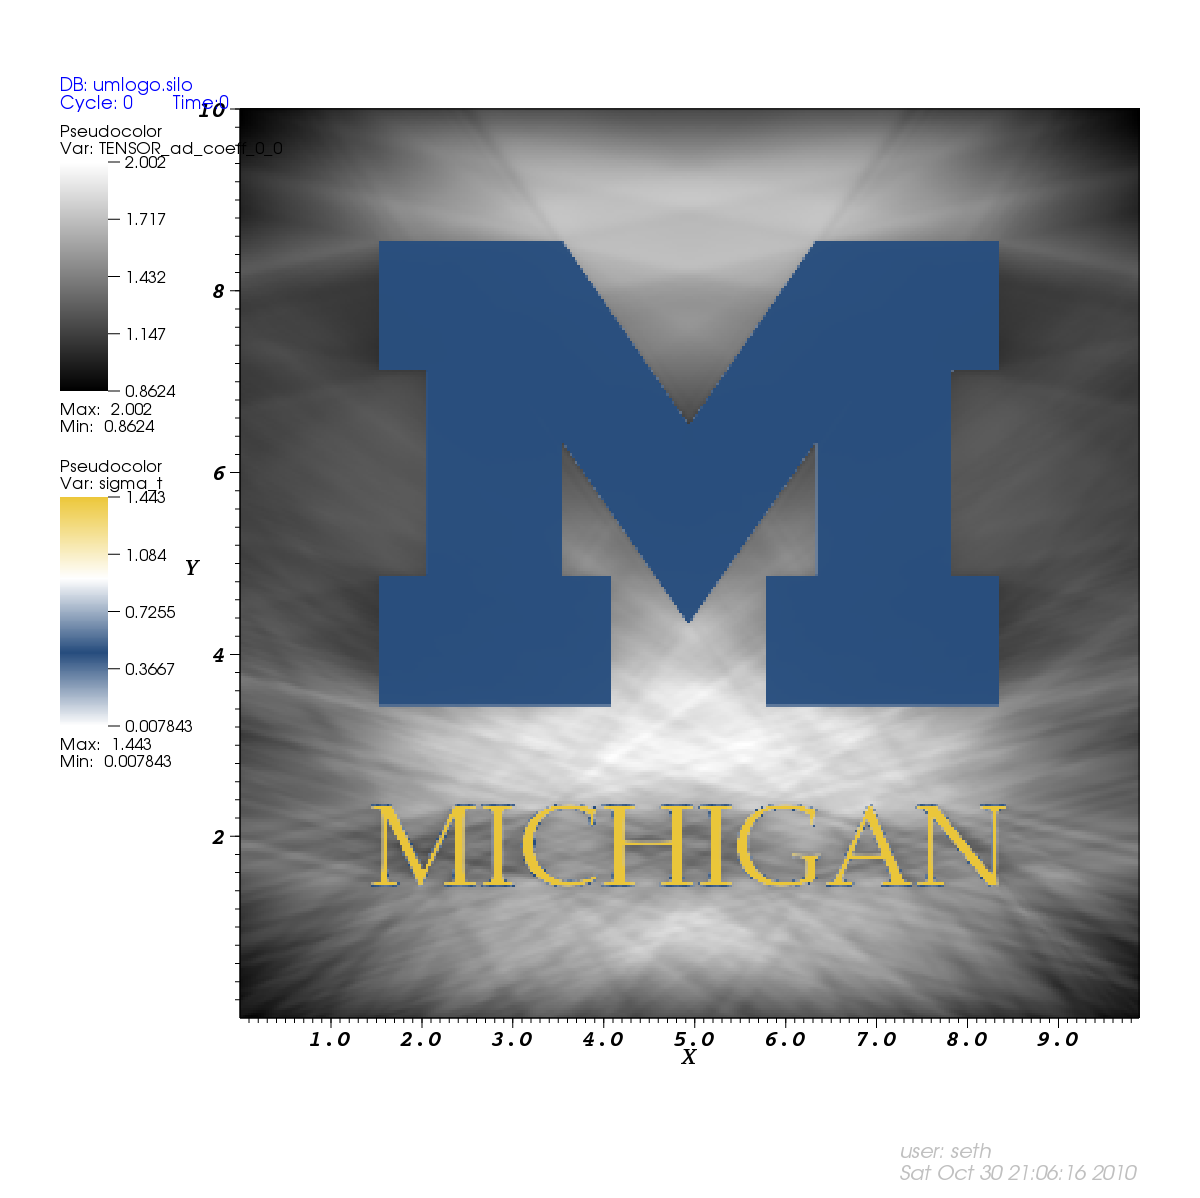 DB: umlogo.silo
Cycle: 0 Time:0
Pseudocolor
Var: TENSOR_ad_coeff_0_0
2.002
1.717
1.432
1.147
0.8624
Max: 2.002
Min: 0.8624
Pseudocolor
Var: sigma_t
1.443
1.084
0.7255
0.3667
0.007843
Max: 1.443
Min: 0.007843
10
8
6
Y
4
2
M
MICHIGAN
1.0 2.0 3.0 4.0 5.0 6.0 7.0 8.0 9.0
X
user: seth
Sat Oct 30 21:06:16 2010